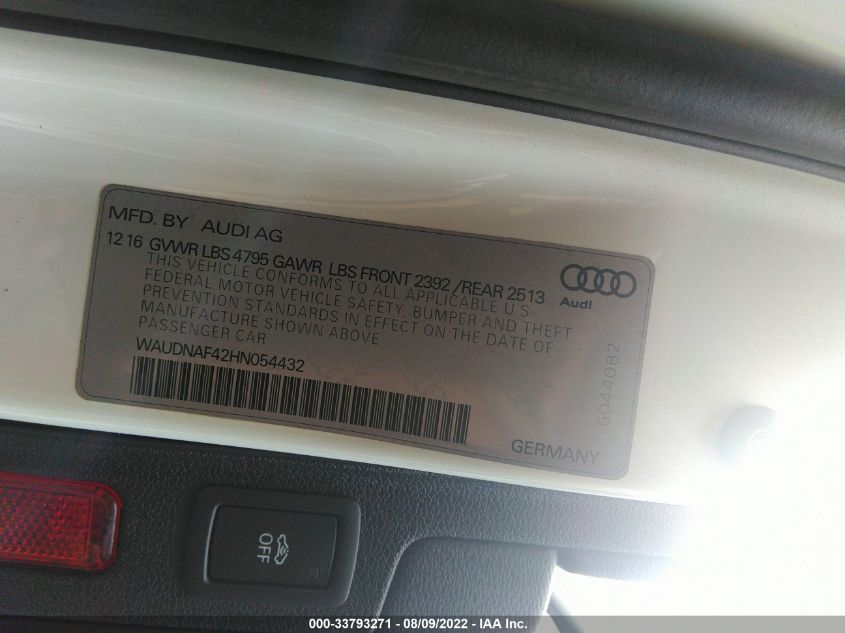 MFD. BY AUDI AG
12 16 GVWR LBS 4795 GAWR LBS FRONT 2392 /REAR 2513
THIS VEHICLE CONFORMS TO ALL APPLICABLE U S
FEDERAL MOTOR VEHICLE SAFETY, BUMPER AND THEFT
PREVENTION STANDARDS IN EFFECT ON THE DATE OF
MANUFACTURE SHOWN ABOVE
PASSENGER CAR
WAUDNAF42HN054432
Audi
5044082
GERMANY
OFF
000-33793271 - 08/09/2022 - IAA Inc.